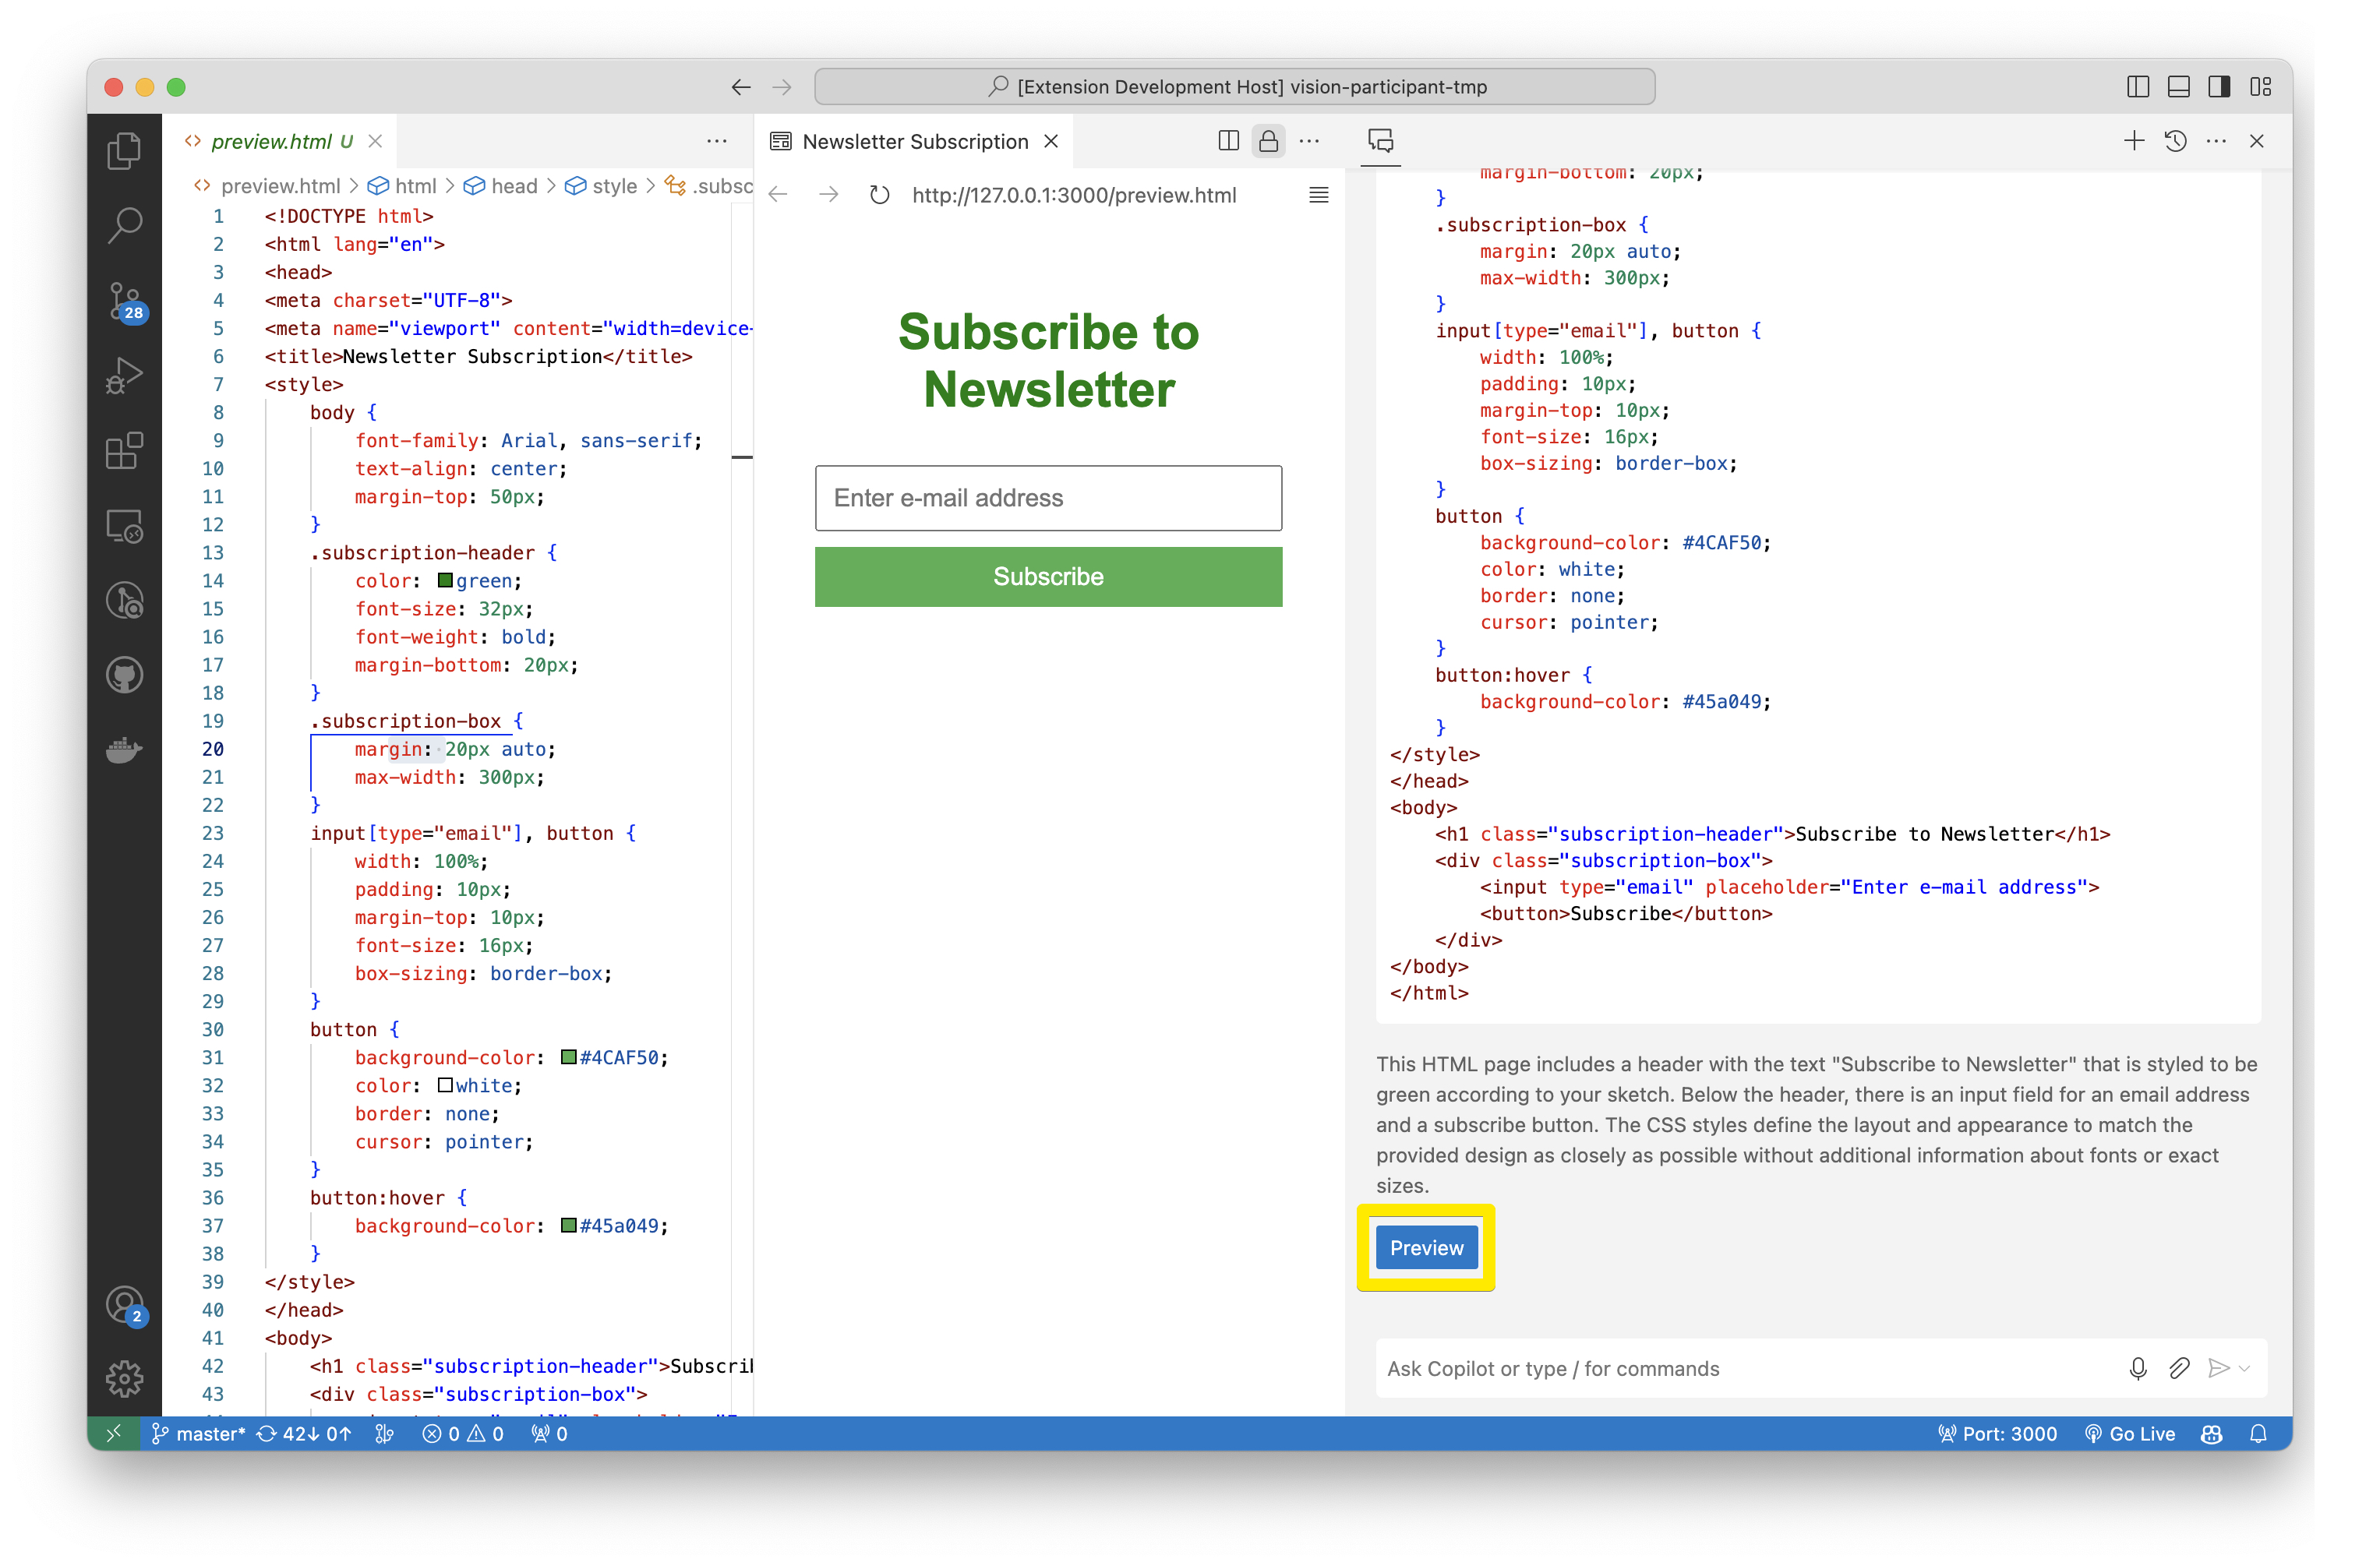 [Extension Development Host] vision-participant-tmp
preview.html U
preview.html > html > head > style > .subsc
1 <!DOCTYPE html>
2 <html lang="en">
3 <head>
4 <meta charset="UTF-8">
5 <meta name="viewport" content="width=device-
6 <title>Newsletter Subscription</title>
7 <style>
8 body {
9 font-family: Arial, sans-serif;
10 text-align: center;
11 margin-top: 50px;
12 }
13 .subscription-header {
14 color: green;
15 font-size: 32px;
16 font-weight: bold;
17 margin-bottom: 20px;
18 }
19 .subscription-box {
20 margin: 20px auto;
21 max-width: 300px;
22 }
23 input[type="email"], button {
24 width: 100%;
25 padding: 10px;
26 margin-top: 10px;
27 font-size: 16px;
28 box-sizing: border-box;
29 }
30 button {
31 background-color: #4CAF50;
32 color: white;
33 border: none;
34 cursor: pointer;
35 }
36 button:hover {
37 background-color: #45a049;
38 }
39 </style>
40 </head>
41 <body>
42 <h1 class="subscription-header">Subscri
43 <div class="subscription-box">
Newsletter Subscription
http://127.0.0.1:3000/preview.html
Subscribe to
Newsletter
Enter e-mail address
Subscribe
margin-bottom: 20px;
}
.subscription-box {
margin: 20px auto;
max-width: 300px;
}
input[type="email"], button {
width: 100%;
padding: 10px;
margin-top: 10px;
font-size: 16px;
box-sizing: border-box;
}
button {
background-color: #4CAF50;
color: white;
border: none;
cursor: pointer;
}
button:hover {
background-color: #45a049;
}
</style>
</head>
<body>
<h1 class="subscription-header">Subscribe to Newsletter</h1>
<div class="subscription-box">
<input type="email" placeholder="Enter e-mail address">
<button>Subscribe</button>
</div>
</body>
</html>
This HTML page includes a header with the text "Subscribe to Newsletter" that is styled to be
green according to your sketch. Below the header, there is an input field for an email address
and a subscribe button. The CSS styles define the layout and appearance to match the
provided design as closely as possible without additional information about fonts or exact
sizes.
Preview
Ask Copilot or type / for commands
28
2
master* 42↓ 0↑ 0 0 0
Port: 3000 Go Live